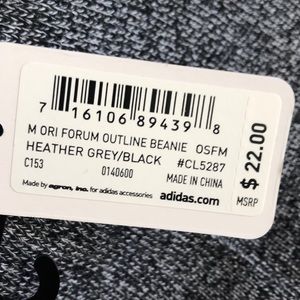 7 16106 89439 8
M ORI FORUM OUTLINE BEANIE OSFM
HEATHER GREY/BLACK #CL5287
C153 0140600 MADE IN CHINA
Made by agron, inc. for adidas accessories adidas.com
$ 22.00
MSRP